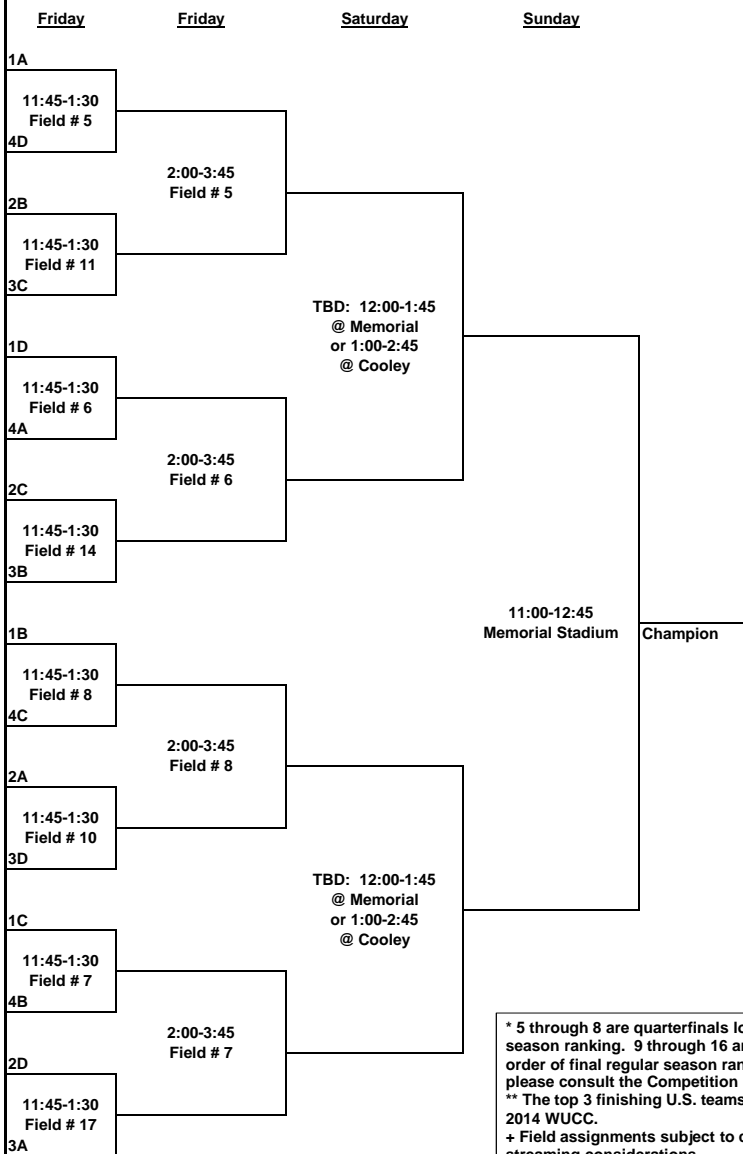 Friday Friday Saturday Sunday
1A
11:45-1:30
Field # 5
4D
2:00-3:45
Field # 5
2B
11:45-1:30
Field # 11
3C
TBD: 12:00-1:45
@ Memorial
or 1:00-2:45
@ Cooley
1D
11:45-1:30
Field # 6
4A
2:00-3:45
Field # 6
2C
11:45-1:30
Field # 14
3B
11:00-12:45
Memorial Stadium
Champion
1B
11:45-1:30
Field # 8
4C
2:00-3:45
Field # 8
2A
11:45-1:30
Field # 10
3D
TBD: 12:00-1:45
@ Memorial
or 1:00-2:45
@ Cooley
1C
11:45-1:30
Field # 7
4B
2:00-3:45
Field # 7
2D
11:45-1:30
Field # 17
3A
* 5 through 8 are quarterfinals
season ranking. 9 through 16
order of final regular season
please consult the Competition
** The top 3 finishing U.S. teams
2014 WUCC.
+ Field assignments subject to
streaming considerations